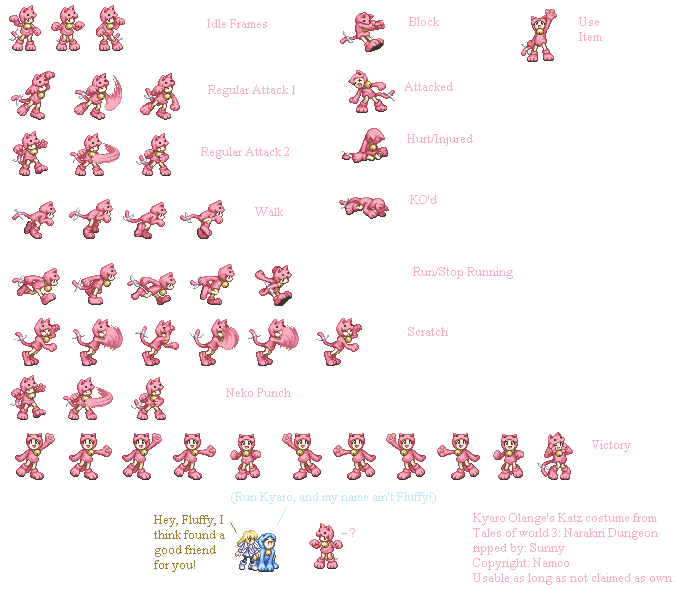 Idle Frames
Block
Use
Item
Regular Attack 1
Attacked
Regular Attack 2
Hurt/Injured
Walk
KO'd
Run/Stop Running
Scratch
Neko Punch
Victory
(Run Kyaro, and my name ain't Fluffy!)
Hey, Fluffy, I
think found a
good friend
for you!
-?
Kyaro Olange's Katz costume from
Tales of world 3: Narakiri Dungeon
ripped by: Sunny
Copyright: Namco
Usable as long as not claimed as own.